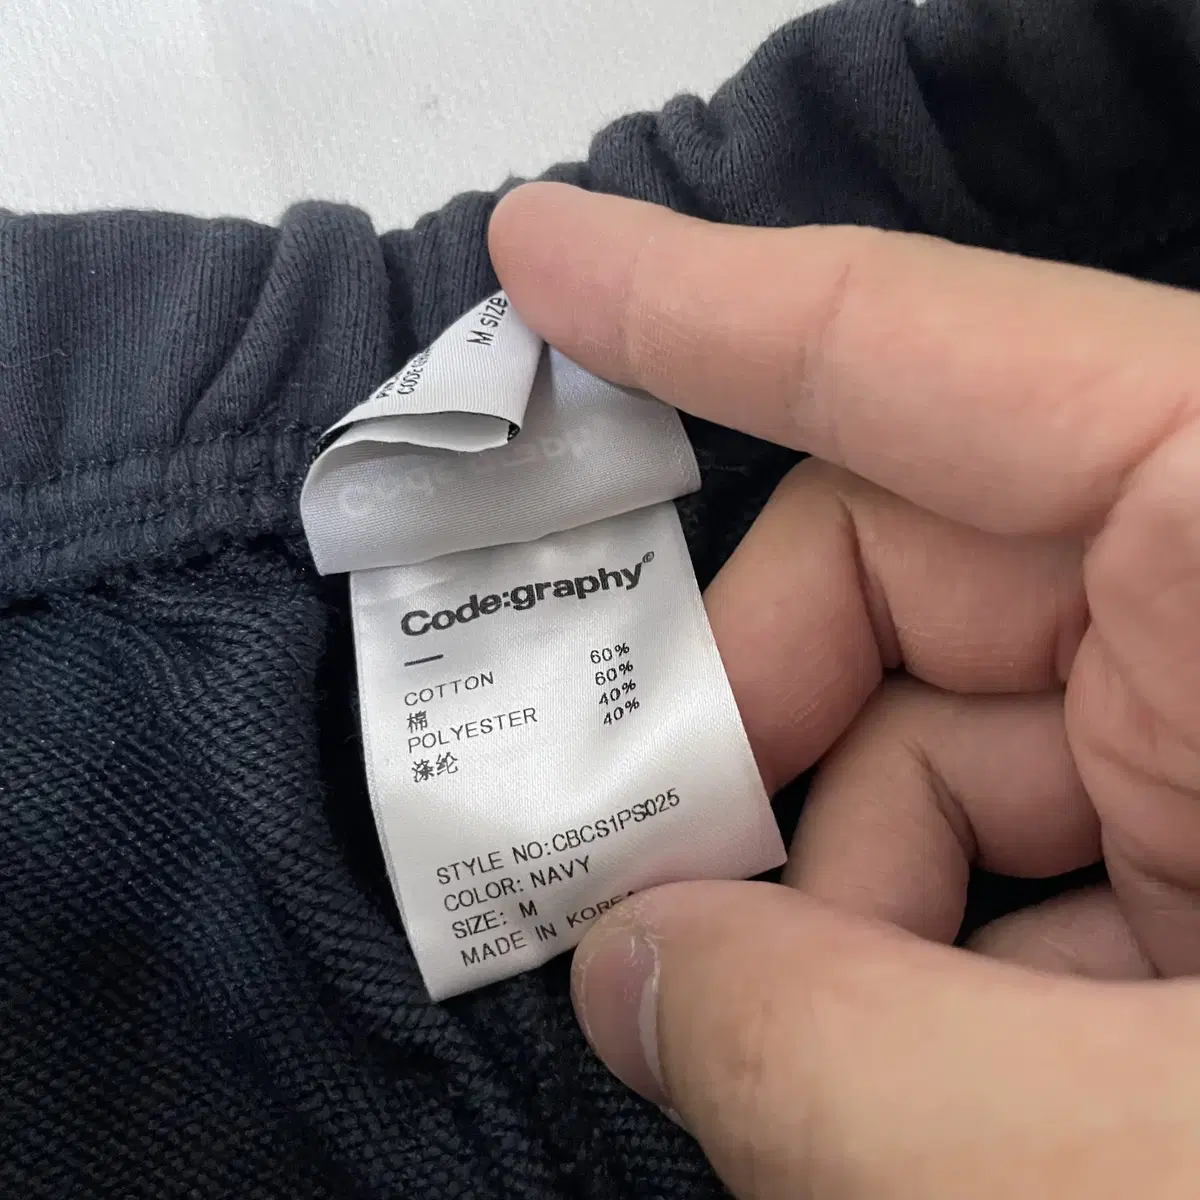 M size
Code:graphy©
COTTON 60%
棉 60%
POLYESTER 40%
涤纶 40%
STYLE NO:CBCS1PS025
COLOR: NAVY
SIZE: M
MADE IN KOREA